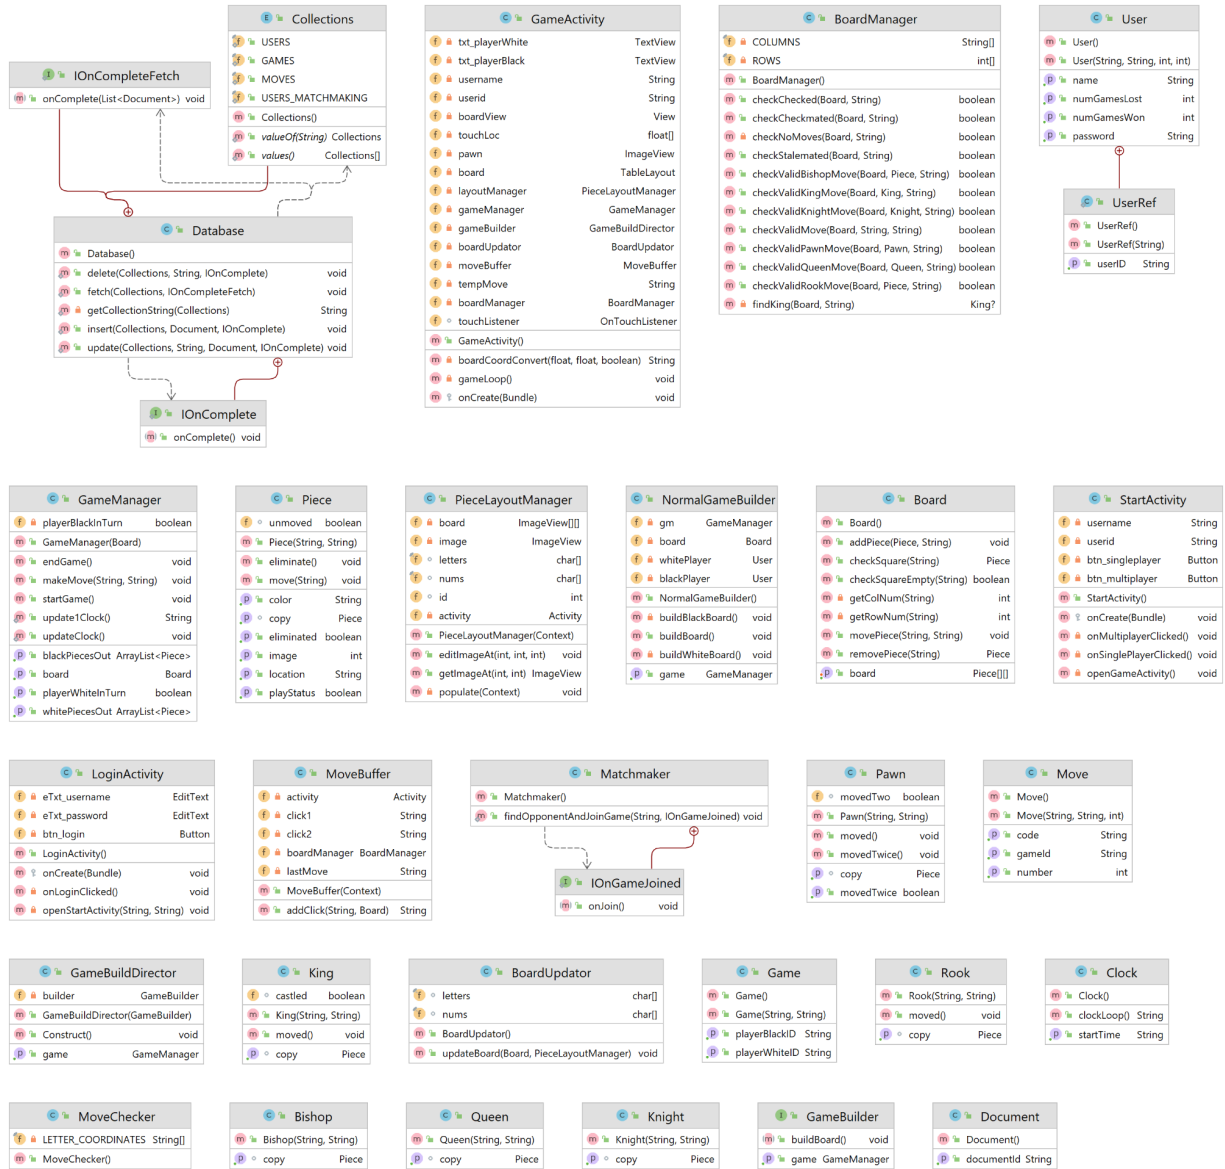 Collections
USERS
GAMES
MOVES
USERS_MATCHMAKING
Collections()
valueOf(String) Collections
values() Collections[]
IOnCompleteFetch
onComplete(List<Document>) void
Database
Database()
delete(Collections, String, IOnComplete) void
fetch(Collections, IOnCompleteFetch) void
getCollectionString(Collections) String
insert(Collections, Document, IOnComplete) void
update(Collections, String, Document, IOnComplete) void
IOnComplete
onComplete() void
GameActivity
txt_playerWhite TextView
txt_playerBlack TextView
username String
userid String
boardView View
touchLoc float[]
pawn ImageView
board TableLayout
layoutManager PieceLayoutManager
gameManager GameManager
gameBuilder GameBuildDirector
boardUpdator BoardUpdator
moveBuffer MoveBuffer
tempMove String
boardManager BoardManager
touchListener OnTouchListener
GameActivity()
boardCoordConvert(float, float, boolean) String
gameLoop() void
onCreate(Bundle) void
BoardManager
COLUMNS String[]
ROWS int[]
BoardManager()
checkChecked(Board, String) boolean
checkCheckmated(Board, String) boolean
checkNoMoves(Board, String) boolean
checkStalemated(Board, String) boolean
checkValidBishopMove(Board, Piece, String) boolean
checkValidKingMove(Board, King, String) boolean
checkValidKnightMove(Board, Knight, String) boolean
checkValidMove(Board, String, String) boolean
checkValidPawnMove(Board, Pawn, String) boolean
checkValidQueenMove(Board, Queen, String) boolean
checkValidRookMove(Board, Piece, String) boolean
findKing(Board, String) King?
User
User()
User(String, String, int, int)
name String
numGamesLost int
numGamesWon int
password String
UserRef
UserRef()
UserRef(String)
userID String
GameManager
playerBlackInTurn boolean
GameManager(Board)
endGame() void
makeMove(String, String) void
startGame() void
update1Clock() String
updateClock() void
blackPiecesOut ArrayList<Piece>
board Board
playerWhiteInTurn boolean
whitePiecesOut ArrayList<Piece>
Piece
unmoved boolean
Piece(String, String)
eliminate() void
move(String) void
color String
copy Piece
eliminated boolean
image int
location String
playStatus boolean
PieceLayoutManager
board ImageView[][]
image ImageView
letters char[]
nums char[]
id int
activity Activity
PieceLayoutManager(Context)
editImageAt(int, int, int) void
getImageAt(int, int) ImageView
populate(Context) void
NormalGameBuilder
gm GameManager
board Board
whitePlayer User
blackPlayer User
NormalGameBuilder()
buildBlackBoard() void
buildBoard() void
buildWhiteBoard() void
game GameManager
Board
Board()
addPiece(Piece, String) void
checkSquare(String) Piece
checkSquareEmpty(String) boolean
getColNum(String) int
getRowNum(String) int
movePiece(String, String) void
removePiece(String) Piece
board Piece[][]
StartActivity
username String
userid String
btn_singleplayer Button
btn_multiplayer Button
StartActivity()
onCreate(Bundle) void
onMultiplayerClicked() void
onSinglePlayerClicked() void
openGameActivity() void
LoginActivity
eTxt_username EditText
eTxt_password EditText
btn_login Button
LoginActivity()
onCreate(Bundle) void
onLoginClicked() void
openStartActivity(String, String) void
MoveBuffer
activity Activity
click1 String
click2 String
boardManager BoardManager
lastMove String
MoveBuffer(Context)
addClick(String, Board) String
Matchmaker
Matchmaker()
findOpponentAndJoinGame(String, IOnGameJoined) void
IOnGameJoined
onJoin() void
Pawn
movedTwo boolean
Pawn(String, String)
moved() void
movedTwice() void
copy Piece
movedTwice boolean
Move
Move()
Move(String, String, int)
code String
gameId String
number int
GameBuildDirector
builder GameBuilder
GameBuildDirector(GameBuilder)
Construct() void
game GameManager
King
castled boolean
King(String, String)
moved() void
copy Piece
BoardUpdator
letters char[]
nums char[]
BoardUpdator()
updateBoard(Board, PieceLayoutManager) void
Game
Game()
Game(String, String)
playerBlackID String
playerWhiteID String
Rook
Rook(String, String)
moved() void
copy Piece
Clock
Clock()
clockLoop() String
startTime String
MoveChecker
LETTER_COORDINATES String[]
MoveChecker()
Bishop
Bishop(String, String)
copy Piece
Queen
Queen(String, String)
copy Piece
Knight
Knight(String, String)
copy Piece
GameBuilder
buildBoard() void
game GameManager
Document
Document()
documentId String